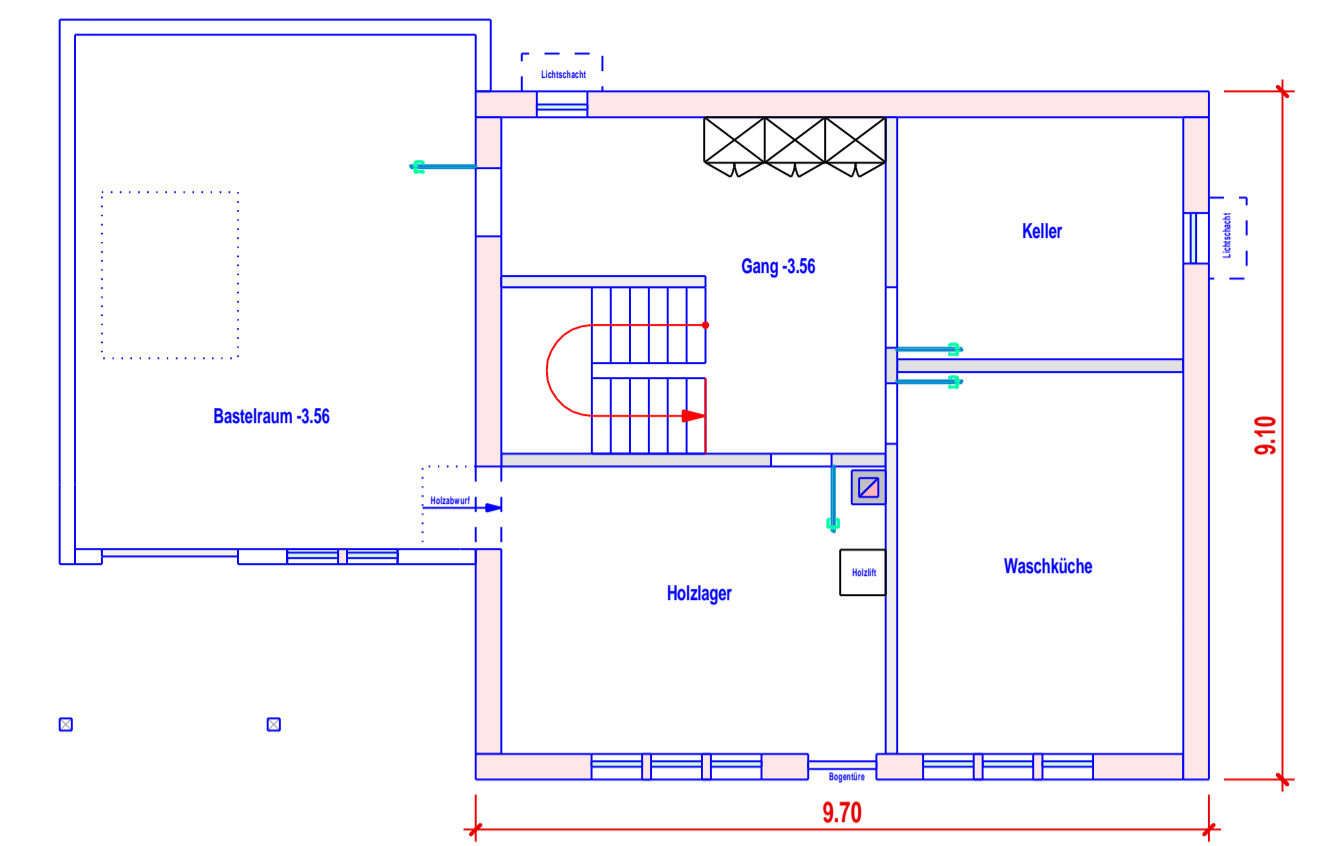 Lichtschacht
Keller
Lichtschacht
Gang -3.56
Bastelraum -3.56
9.10
Holzabwurf
Waschküche
Holzlift
Holzlager
Bogentüre
9.70